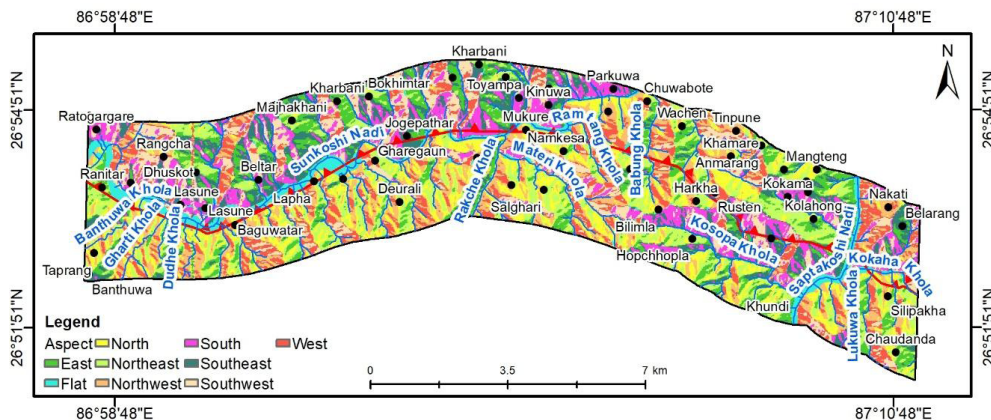 86°58'48"E
87°10'48"E
Kharbani
N
26°54'51"N
26°54'51"N
Kharbani
Bokhimtar
Toyampa
Parkuwa
Kinuwa
Chuwabote
Ratogargare
Majhakhani
Jogepathar
Mukure
Ramtang Khola
Wachen
Tinpune
Rangcha
Sunkoshi Nadi
Gharegaun
Namkesa
Babung Khola
Khamare
Anmarang
Mangteng
Ranitar
Dhuskot
Beltar
Rakche Khola
Materi Khola
Kokama
Banthuwa Khola
Lasune
Lapha
Deurali
Harkha
Nakati
Gharti Khola
Lasune
Salghari
Rusten
Kolahong
Belarang
Dudhe Khola
Baguwatar
Bilimla
Kosopa Khola
Saptakoshi Nadi
Taprang
Hopchhopla
Kokaha Khola
Banthuwa
Khundi
Lukuwa Khola
Silipakha
26°51'51"N
26°51'51"N
Chaudanda
Legend
Aspect North South West
East Northeast Southeast
Flat Northwest Southwest
0 3.5 7 km
86°58'48"E
87°10'48"E